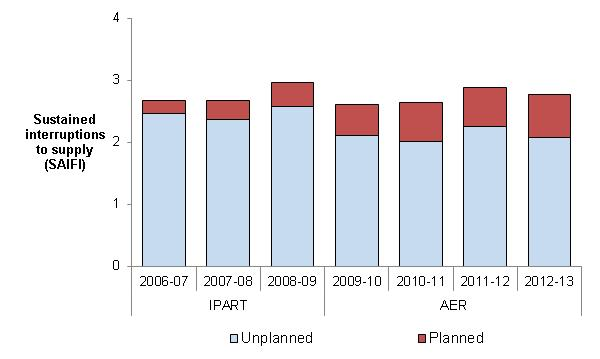 4
3
Sustained
interruptions
to supply
(SAIFI)
2
1
0
2006-07 2007-08 2008-09 2009-10 2010-11 2011-12 2012-13
IPART AER
Unplanned Planned